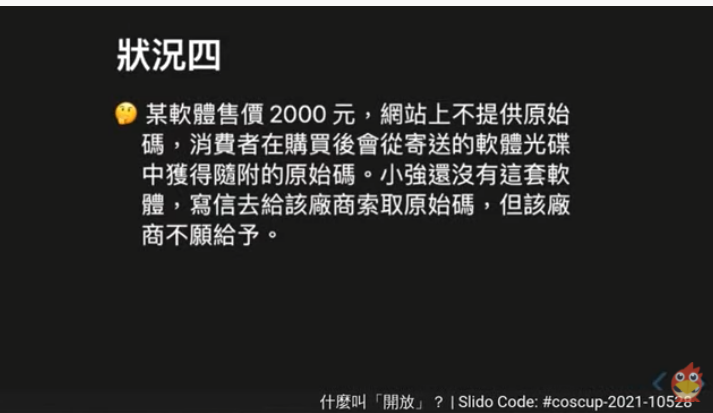 狀況四
🤔 某軟體售價 2000 元，網站上不提供原始
碼，消費者在購買後會從寄送的軟體光碟
中獲得隨附的原始碼。小強還沒有這套軟
體，寫信去給該廠商索取原始碼，但該廠
商不願給予。
什麼叫「開放」？ | Slido Code: #coscup-2021-10528